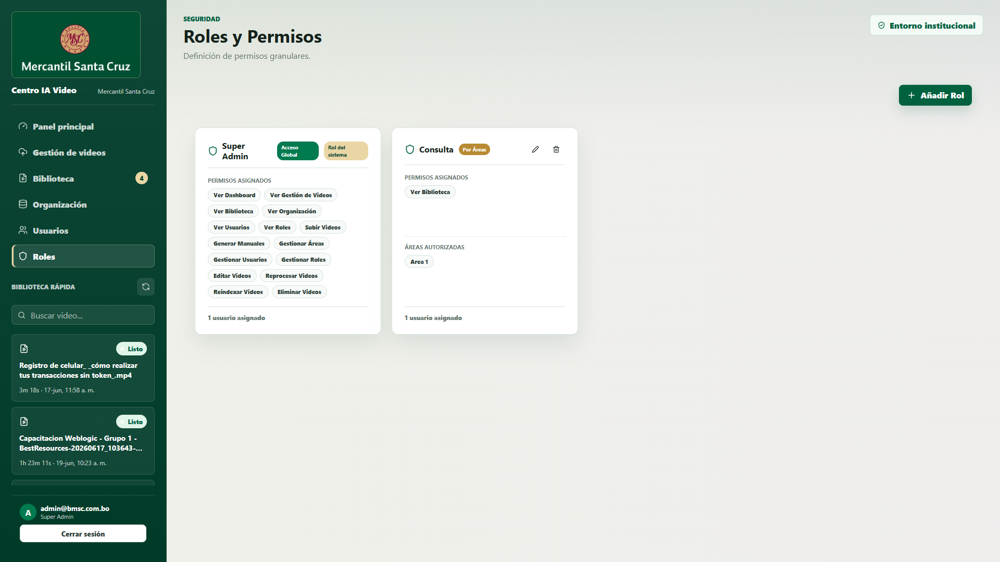 BOLIVIA
MSC
1905
Mercantil Santa Cruz
Centro IA Video
Mercantil Santa Cruz
Panel principal
Gestión de videos
Biblioteca
4
Organización
Usuarios
Roles
BIBLIOTECA RÁPIDA
Buscar video...
Listo
Registro de celular_ _cómo realizar
tus transacciones sin token_.mp4
3m 18s · 17-jun, 11:58 a. m.
Listo
Capacitacion Weblogic - Grupo 1 -
BestResources-20260617_103643-...
1h 23m 11s · 19-jun, 10:23 a. m.
A
admin@bmsc.com.bo
Super Admin
Cerrar sesión
SEGURIDAD
Roles y Permisos
Definición de permisos granulares.
Entorno institucional
Añadir Rol
Super
Admin
Acceso
Global
Rol del
sistema
PERMISOS ASIGNADOS
Ver Dashboard
Ver Gestión de Videos
Ver Biblioteca
Ver Organización
Ver Usuarios
Ver Roles
Subir Videos
Generar Manuales
Gestionar Áreas
Gestionar Usuarios
Gestionar Roles
Editar Videos
Reprocesar Videos
Reindexar Videos
Eliminar Videos
1 usuario asignado
Consulta
Por Áreas
PERMISOS ASIGNADOS
Ver Biblioteca
ÁREAS AUTORIZADAS
Area 1
1 usuario asignado